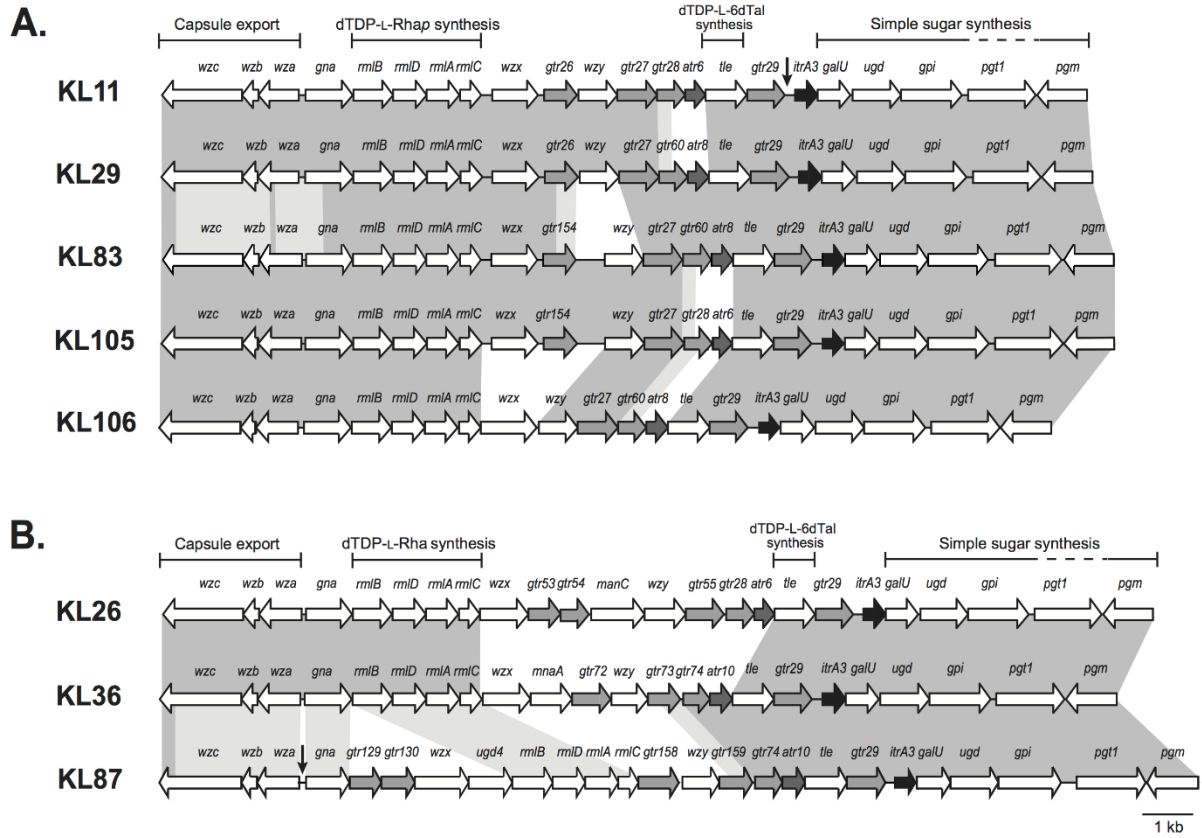 A.
Capsule export dTDP-L-Rhap synthesis dTDP-L-6dTal synthesis Simple sugar synthesis
wzc wzb wza gna rmlB rmlD rmlA rmlC wzx gtr26 wzy gtr27 gtr28 atr6 tle gtr29 itrA3 galU ugd gpi pgt1 pgm
KL11
wzc wzb wza gna rmlB rmlD rmlA rmlC wzx gtr26 wzy gtr27 gtr60 atr8 tle gtr29 itrA3 galU ugd gpi pgt1 pgm
KL29
wzc wzb wza gna rmlB rmlD rmlA rmlC wzx gtr154 wzy gtr27 gtr60 atr8 tle gtr29 itrA3 galU ugd gpi pgt1 pgm
KL83
wzc wzb wza gna rmlB rmlD rmlA rmlC wzx gtr154 wzy gtr27 gtr28 atr6 tle gtr29 itrA3 galU ugd gpi pgt1 pgm
KL105
wzc wzb wza gna rmlB rmlD rmlA rmlC wzx wzy gtr27 gtr60 atr8 tle gtr29 itrA3 galU ugd gpi pgt1 pgm
KL106
B.
Capsule export dTDP-L-Rha synthesis dTDP-L-6dTal synthesis Simple sugar synthesis
wzc wzb wza gna rmlB rmlD rmlA rmlC wzx gtr53 gtr54 manC wzy gtr55 gtr28 atr6 tle gtr29 itrA3 galU ugd gpi pgt1 pgm
KL26
wzc wzb wza gna rmlB rmlD rmlA rmlC wzx mnaA gtr72 wzy gtr73 gtr74 atr10 tle gtr29 itrA3 galU ugd gpi pgt1 pgm
KL36
wzc wzb wza gna gtr129 gtr130 wzx ugd4 rmlB rmlD rmlA rmlC gtr158 wzy gtr159 gtr74 atr10 tle gtr29 itrA3 galU ugd gpi pgt1 pgm
KL87
1 kb